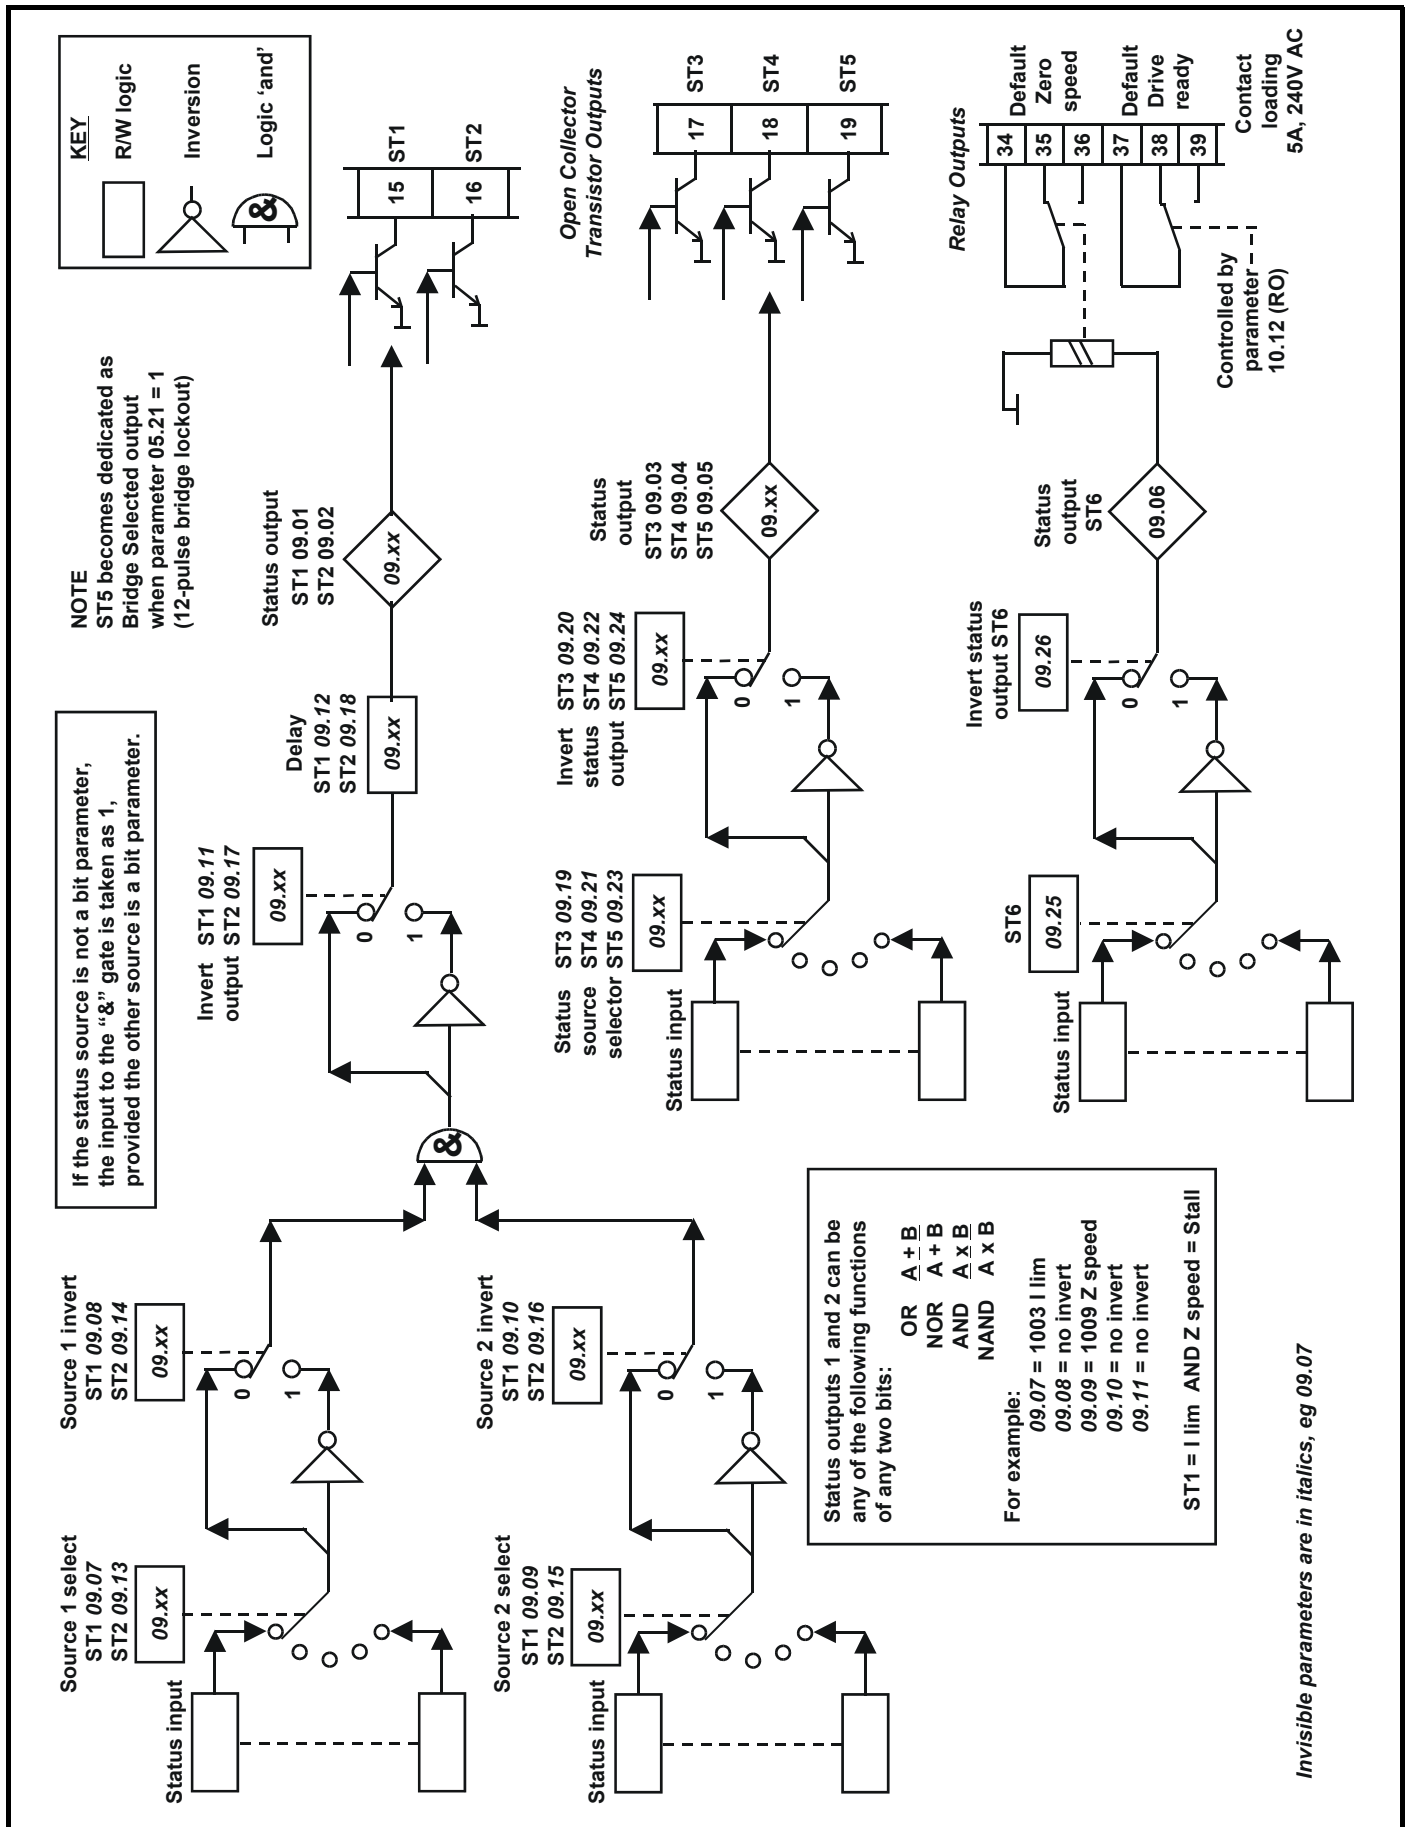 KEY
R/W logic
Inversion
&
Logic 'and'
NOTE
ST5 becomes dedicated as
Bridge Selected output
when parameter 05.21 = 1
(12-pulse bridge lockout)
If the status source is not a bit parameter,
the input to the “&” gate is taken as 1,
provided the other source is a bit parameter.
Source 1 select
ST1 09.07
ST2 09.13
09.xx
Status input
Source 1 invert
ST1 09.08
ST2 09.14
09.xx
0
1
Source 2 select
ST1 09.09
ST2 09.15
09.xx
Status input
Source 2 invert
ST1 09.10
ST2 09.16
09.xx
0
1
&
Invert ST1 09.11
output ST2 09.17
09.xx
0
1
Delay
ST1 09.12
ST2 09.18
09.xx
Status output
ST1 09.01
ST2 09.02
09.xx
15
16
ST1
ST2
Status ST3 09.19
source ST4 09.21
selector ST5 09.23
09.xx
Status input
Invert ST3 09.20
status ST4 09.22
output ST5 09.24
09.xx
0
1
Status
output
ST3 09.03
ST4 09.04
ST5 09.05
09.xx
Open Collector
Transistor Outputs
17
18
19
ST3
ST4
ST5
ST6
09.25
Status input
Invert status
output ST6
09.26
0
1
Status
output
ST6
09.06
Relay Outputs
34
35
36
37
38
39
Default
Zero
speed
Default
Drive
ready
Contact
loading
5A, 240V AC
Controlled by
parameter
10.12 (RO)
Status outputs 1 and 2 can be
any of the following functions
of any two bits:
OR A + B
NOR A + B
AND A x B
NAND A x B
For example:
09.07 = 1003 I lim
09.08 = no invert
09.09 = 1009 Z speed
09.10 = no invert
09.11 = no invert
ST1 = I lim AND Z speed = Stall
Invisible parameters are in italics, eg 09.07